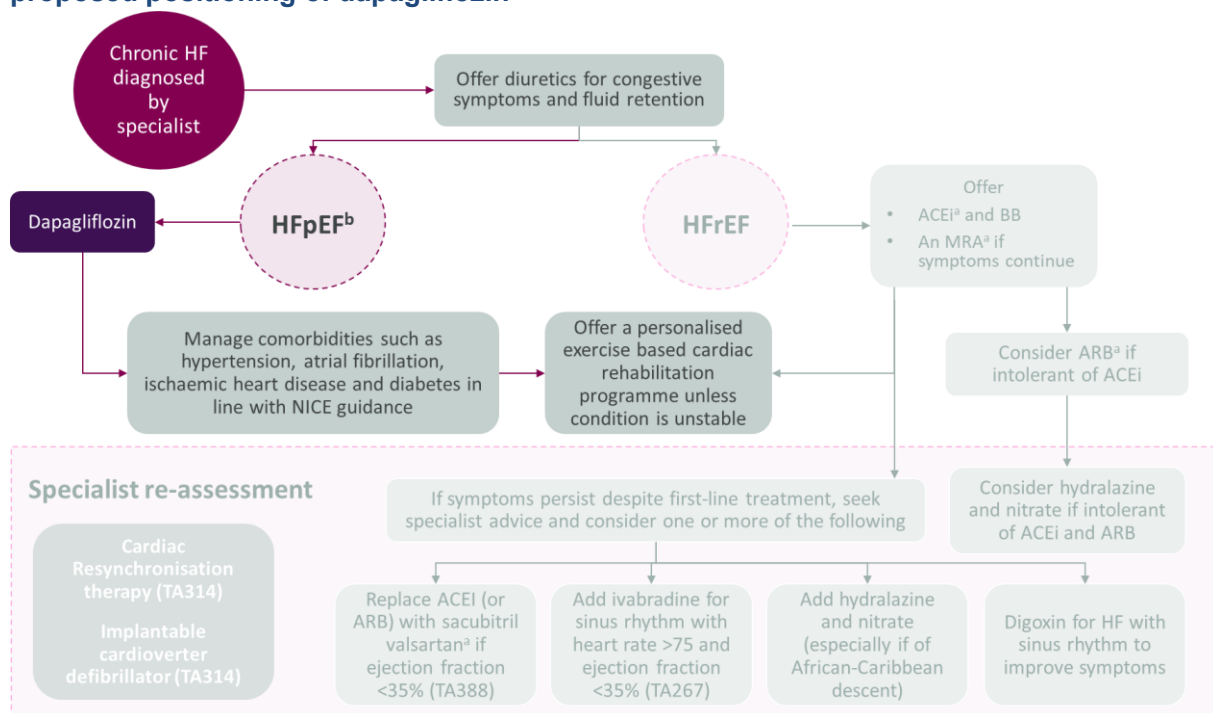 proposed positioning of dapagliflozin
Chronic HF
diagnosed
by
specialist
Offer diuretics for congestive
symptoms and fluid retention
Dapagliflozin
HFpEFᵇ
HFrEF
Offer
• ACEiᵃ and BB
• An MRAᵃ if
symptoms continue
Manage comorbidities such as
hypertension, atrial fibrillation,
ischaemic heart disease and diabetes in
line with NICE guidance
Offer a personalised
exercise based cardiac
rehabilitation
programme unless
condition is unstable
Consider ARBᵃ if
intolerant of ACEi
Specialist re-assessment
Cardiac
Resynchronisation
therapy (TA314)
Implantable
cardioverter
defibrillator (TA314)
If symptoms persist despite first-line treatment, seek
specialist advice and consider one or more of the following
Consider hydralazine
and nitrate if intolerant
of ACEi and ARB
Replace ACEI (or
ARB) with sacubitril
valsartanᵃ if
ejection fraction
<35% (TA388)
Add ivabradine for
sinus rhythm with
heart rate >75 and
ejection fraction
<35% (TA267)
Add hydralazine
and nitrate
(especially if of
African-Caribbean
descent)
Digoxin for HF with
sinus rhythm to
improve symptoms